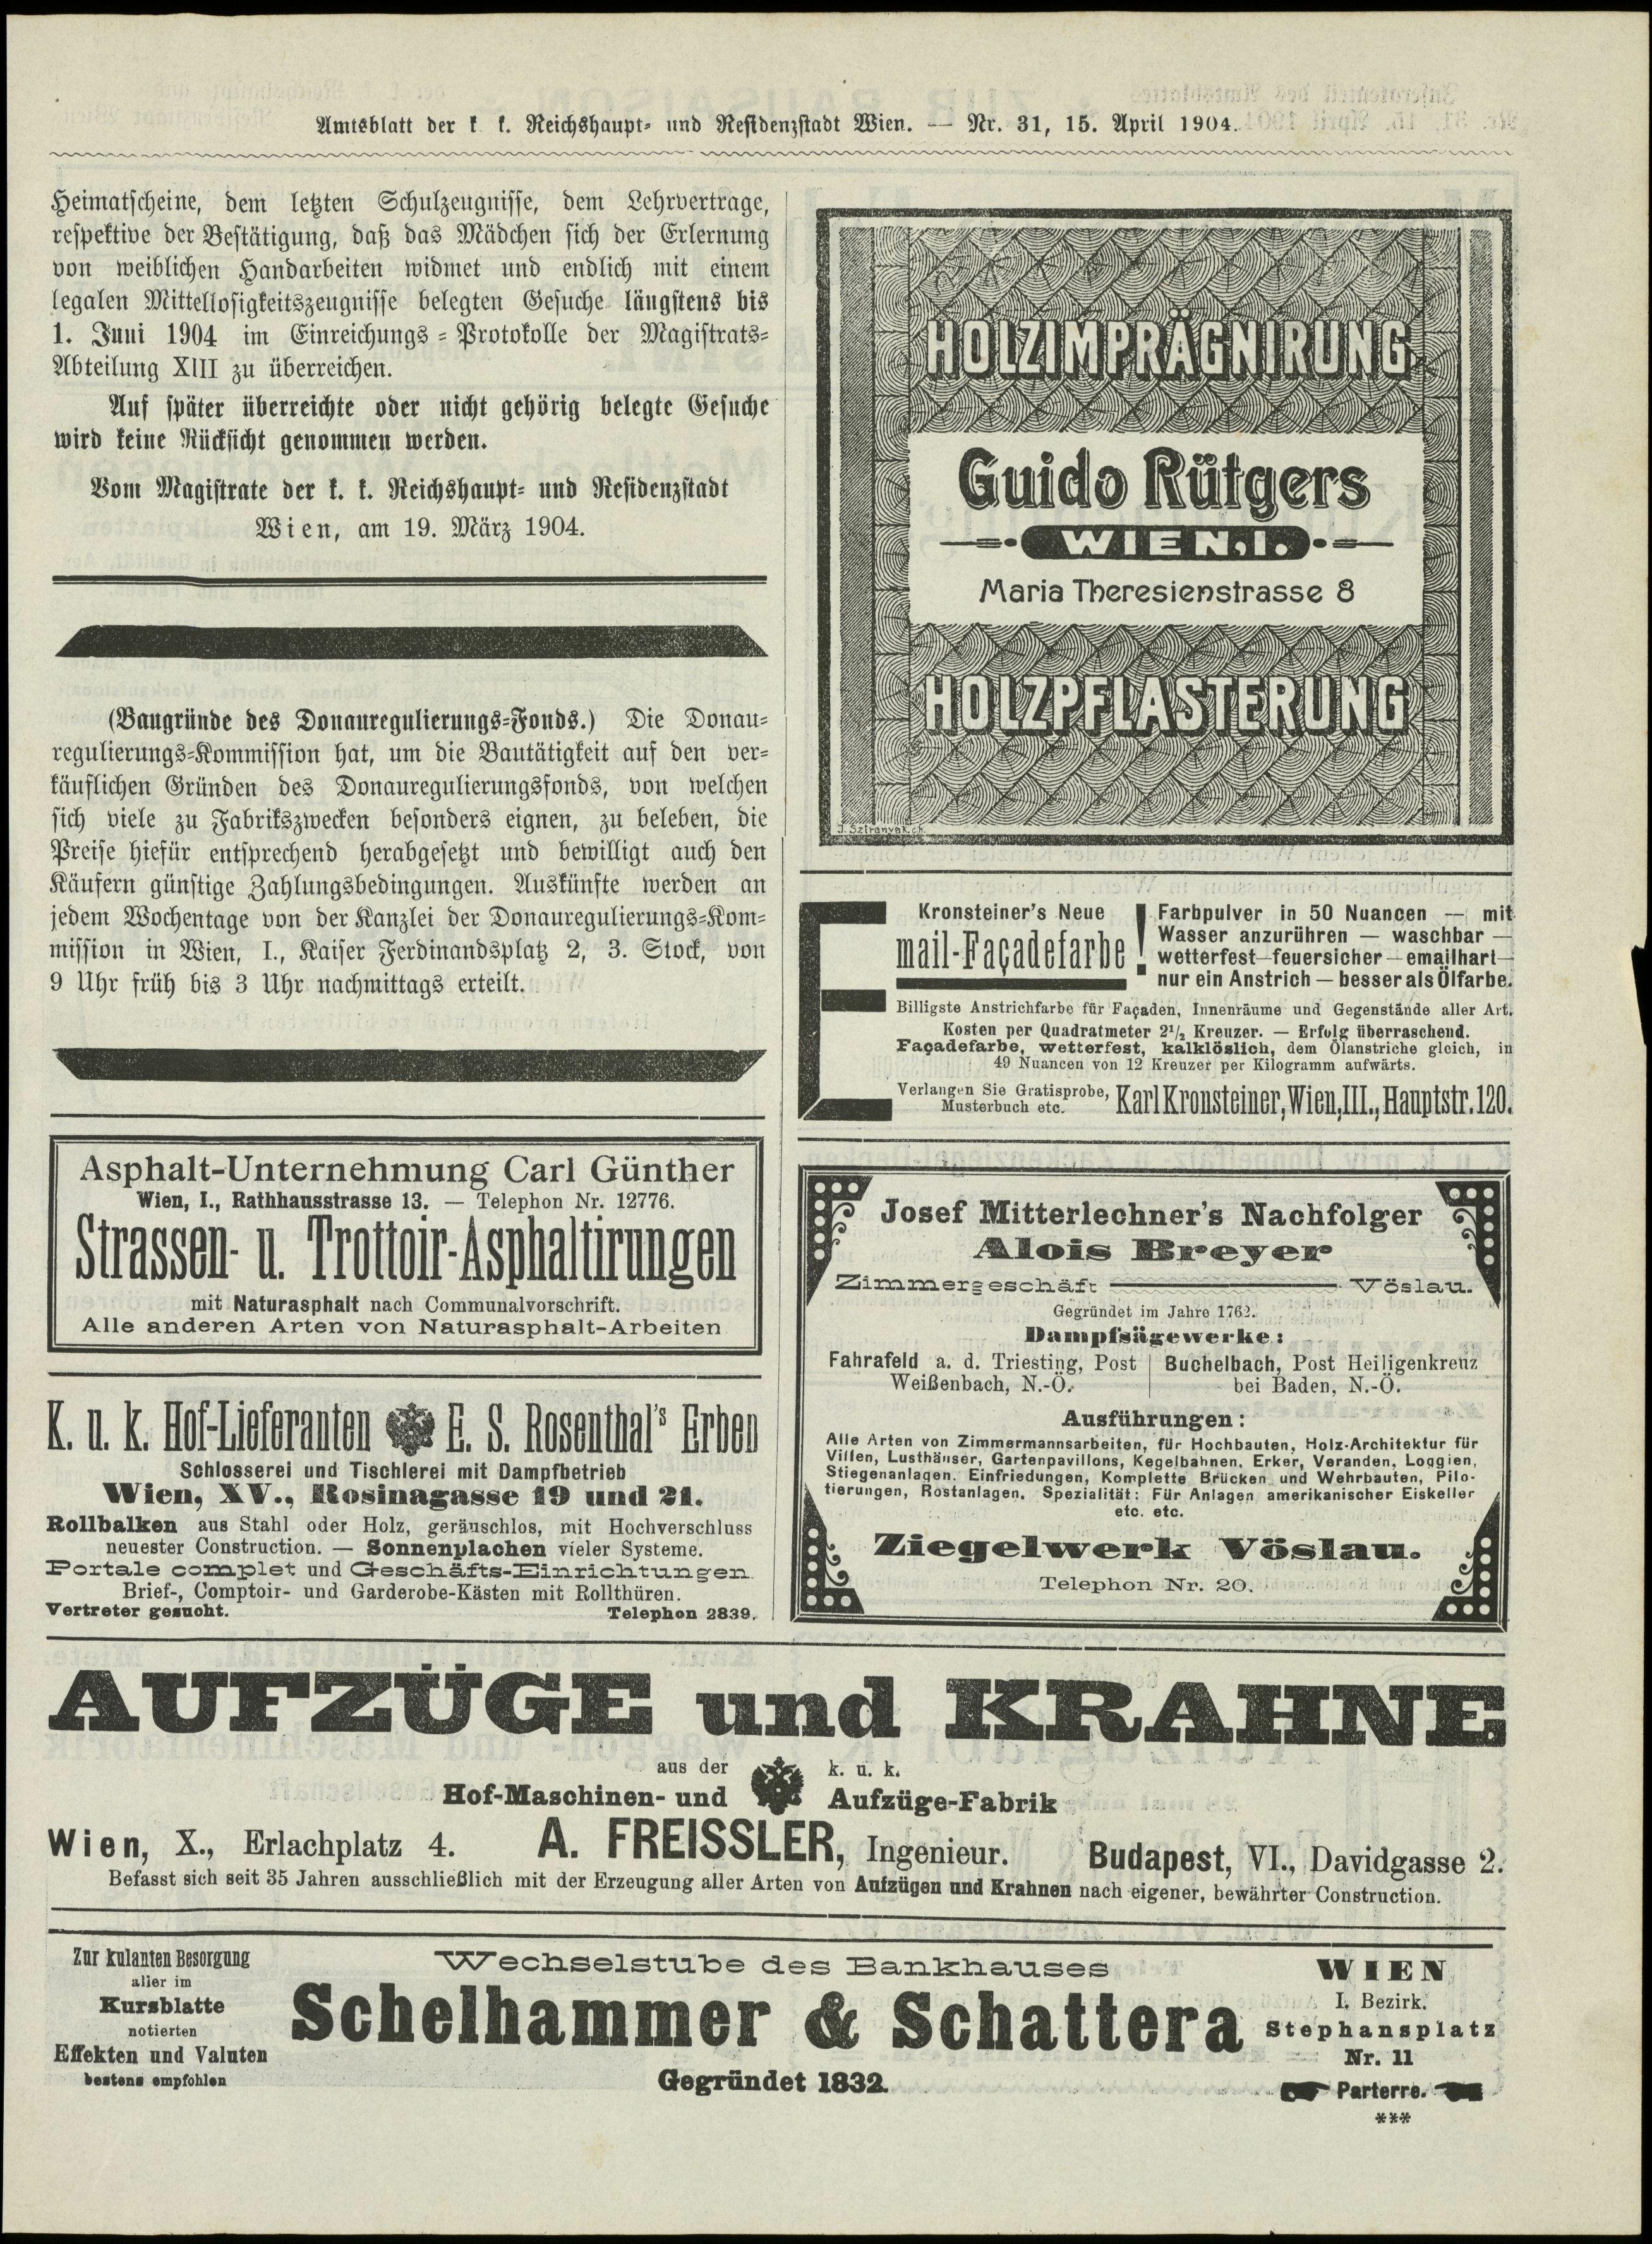 Amtsblatt der k k. Reichshaupt- und Residenzstadt Wien. — Nr. 31, 15. April 1904.
Heimatscheine, dem letzten Schulzeugnisse, dem Lehrvertrage,
respektive der Bestätigung, daß das Mädchen sich der Erlernung
von weiblichen Handarbeiten widmet und endlich mit einem
legalen Mittellosigkeitszeugnisse belegten Gesuche längstens bis
1. Juni 1904 im Einreichungs-Protokolle der Magistrats-
Abteilung XIII zu überreichen.
Auf später überreichte oder nicht gehörig belegte Gesuche
wird keine Rücksicht genommen werden.
Vom Magistrate der k. k. Reichshaupt- und Residenzstadt
Wien, am 19. März 1904.
(Baugründe des Donauregulierungs-Fonds.) Die Donau-
regulierungs-Kommission hat, um die Bautätigkeit auf den ver-
käuflichen Gründen des Donauregulierungsfonds, von welchen
sich viele zu Fabrikszwecken besonders eignen, zu beleben, die
Preise hiefür entsprechend herabgesetzt und bewilligt auch den
Käufern günstige Zahlungsbedingungen. Auskünfte werden an
jedem Wochentage von der Kanzlei der Donauregulierungs-Kom-
mission in Wien, I., Kaiser Ferdinandsplatz 2, 3. Stock, von
9 Uhr früh bis 3 Uhr nachmittags erteilt.
Asphalt-Unternehmung Carl Günther
Wien, I., Rathhausstrasse 13. — Telephon Nr. 12776.
Strassen- u. Trottoir-Asphaltirungen
mit Naturasphalt nach Communalvorschrift.
Alle anderen Arten von Naturasphalt-Arbeiten
K. u. k. Hof-Lieferanten E. S. Rosenthal's Erben
Schlosserei und Tischlerei mit Dampfbetrieb
Wien, XV., Rosinagasse 19 und 21.
Rollbalken aus Stahl oder Holz, geräuschlos, mit Hochverschluss
neuester Construction. — Sonnenplachen vieler Systeme.
Portale complet und Geschäfts-Einrichtungen.
Brief-, Comptoir- und Garderobe-Kästen mit Rollthüren.
Vertreter gesucht. Telephon 2839.
HOLZIMPRÄGNIRUNG
Guido Rütgers
WIEN, I.
Maria Theresienstrasse 8
HOLZPFLASTERUNG
J. Sztranyak. ch.
Kronsteiner's Neue
Email-Façadefarbe!
Farbpulver in 50 Nuancen — mit
Wasser anzurühren — waschbar —
wetterfest—feuersicher—emailhart—
nur ein Anstrich — besser als Ölfarbe.
Billigste Anstrichfarbe für Façaden, Innenräume und Gegenstände aller Art.
Kosten per Quadratmeter 2½ Kreuzer. — Erfolg überraschend.
Façadefarbe, wetterfest, kalklöslich, dem Ölanstriche gleich, in
49 Nuancen von 12 Kreuzer per Kilogramm aufwärts.
Verlangen Sie Gratisprobe,
Musterbuch etc.
Karl Kronsteiner, Wien, III., Hauptstr. 120.
Josef Mitterlechner's Nachfolger
Alois Breyer
Zimmergeschäft Vöslau.
Gegründet im Jahre 1762.
Dampfsägewerke:
Fahrafeld a. d. Triesting, Post
Weißenbach, N.-Ö.
Buchelbach, Post Heiligenkreuz
bei Baden, N.-Ö.
Ausführungen:
Alle Arten von Zimmermannsarbeiten, für Hochbauten, Holz-Architektur für
Villen, Lusthäuser, Gartenpavillons, Kegelbahnen, Erker, Veranden, Loggien,
Stiegenanlagen, Einfriedungen, Komplette Brücken und Wehrbauten, Pilo-
tierungen, Rostanlagen. Spezialität: Für Anlagen amerikanischer Eiskeller
etc. etc.
Ziegelwerk Vöslau.
Telephon Nr. 20.
AUFZÜGE und KRAHNE
aus der k. u. k.
Hof-Maschinen- und Aufzüge-Fabrik
Wien, X., Erlachplatz 4. A. FREISSLER, Ingenieur. Budapest, VI., Davidgasse 2.
Befasst sich seit 35 Jahren ausschließlich mit der Erzeugung aller Arten von Aufzügen und Krahnen nach eigener, bewährter Construction.
Zur kulanten Besorgung
aller im
Kursblatte
notierten
Effekten und Valuten
bestens empfohlen
Wechselstube des Bankhauses
Schelhammer & Schattera
Gegründet 1832.
WIEN
I. Bezirk.
Stephansplatz
Nr. 11
Parterre.
***